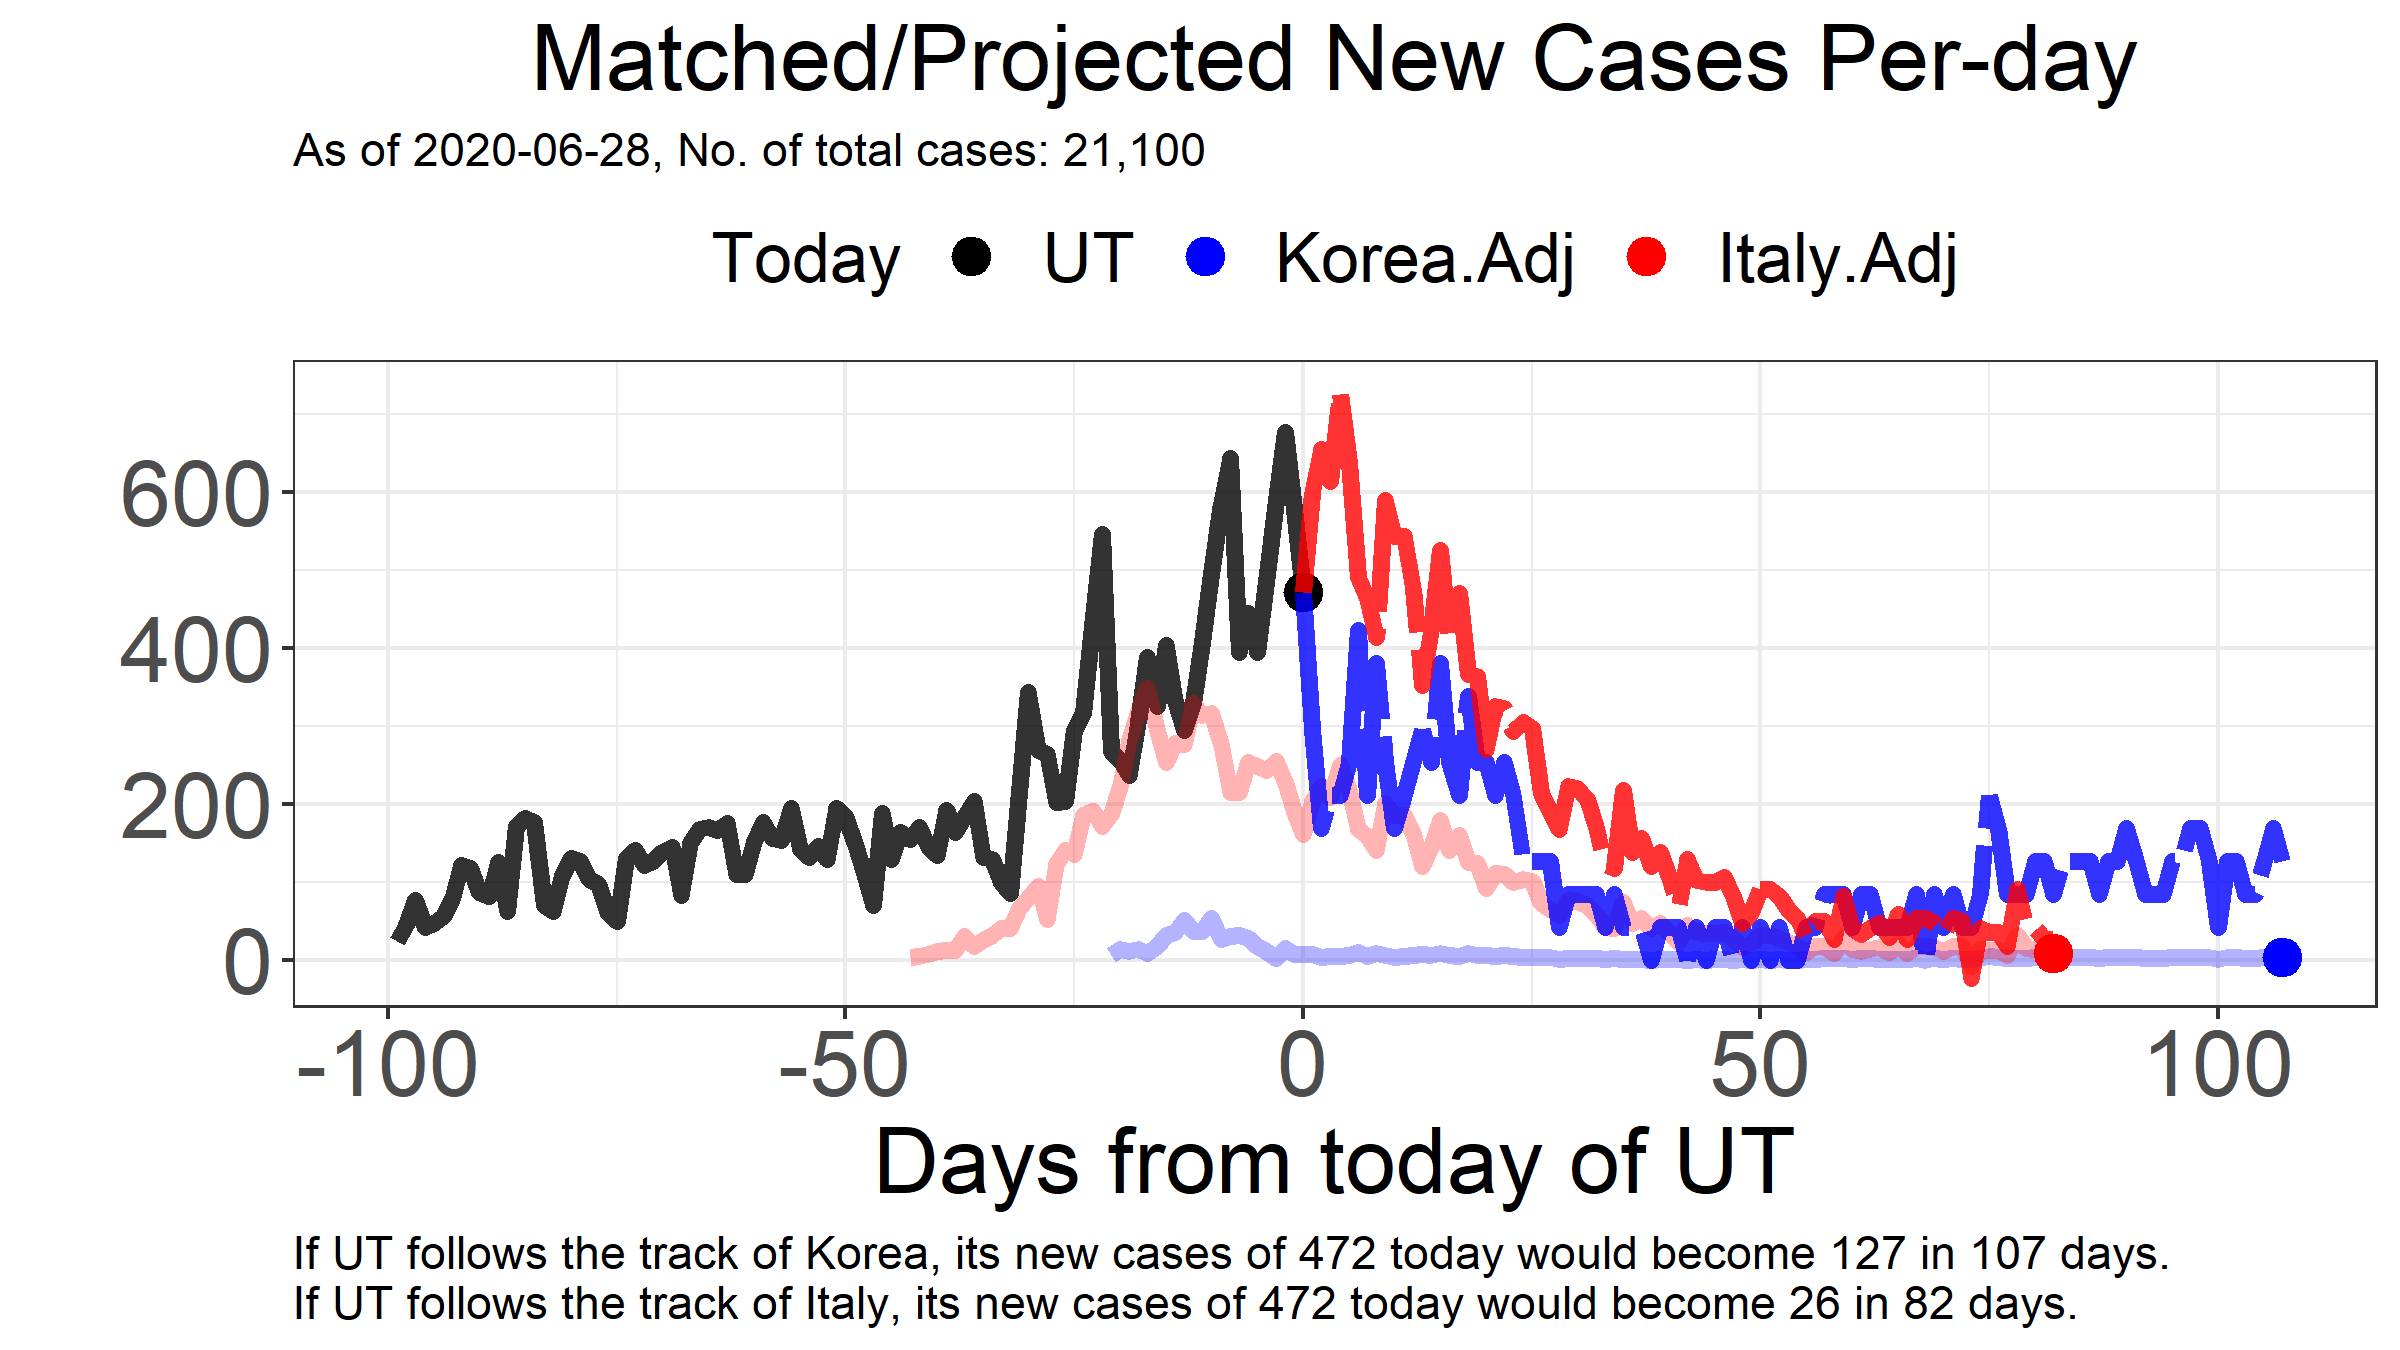 Matched/Projected New Cases Per-day
As of 2020-06-28, No. of total cases: 21,100
Today UT Korea.Adj Italy.Adj
600
400
200
0
-100 -50 0 50 100
Days from today of UT
If UT follows the track of Korea, its new cases of 472 today would become 127 in 107 days.
If UT follows the track of Italy, its new cases of 472 today would become 26 in 82 days.